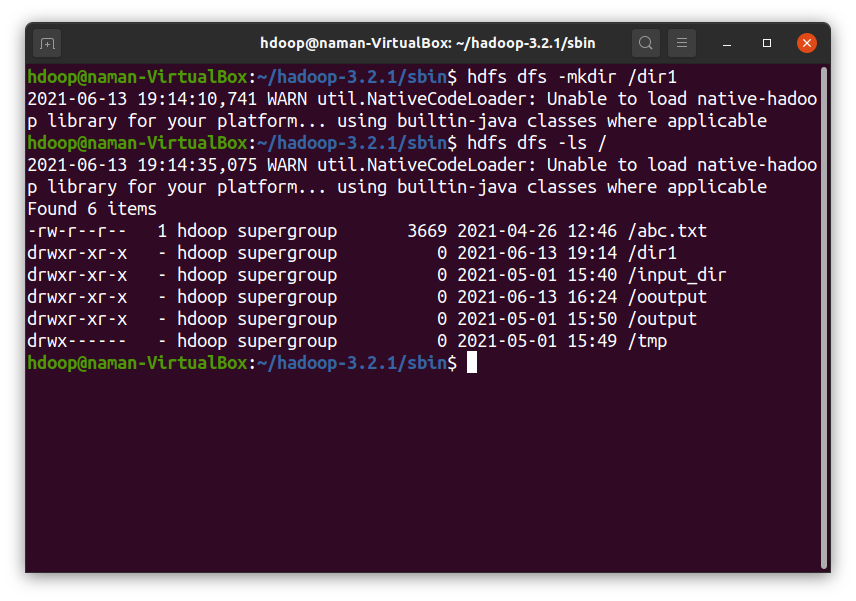 hdoop@naman-VirtualBox: ~/hadoop-3.2.1/sbin
hdoop@naman-VirtualBox:~/hadoop-3.2.1/sbin$ hdfs dfs -mkdir /dir1
2021-06-13 19:14:10,741 WARN util.NativeCodeLoader: Unable to load native-hadoo
p library for your platform... using builtin-java classes where applicable
hdoop@naman-VirtualBox:~/hadoop-3.2.1/sbin$ hdfs dfs -ls /
2021-06-13 19:14:35,075 WARN util.NativeCodeLoader: Unable to load native-hadoo
p library for your platform... using builtin-java classes where applicable
Found 6 items
-rw-r--r--   1 hdoop supergroup       3669 2021-04-26 12:46 /abc.txt
drwxr-xr-x   - hdoop supergroup          0 2021-06-13 19:14 /dir1
drwxr-xr-x   - hdoop supergroup          0 2021-05-01 15:40 /input_dir
drwxr-xr-x   - hdoop supergroup          0 2021-06-13 16:24 /ooutput
drwxr-xr-x   - hdoop supergroup          0 2021-05-01 15:50 /output
drwx------   - hdoop supergroup          0 2021-05-01 15:49 /tmp
hdoop@naman-VirtualBox:~/hadoop-3.2.1/sbin$